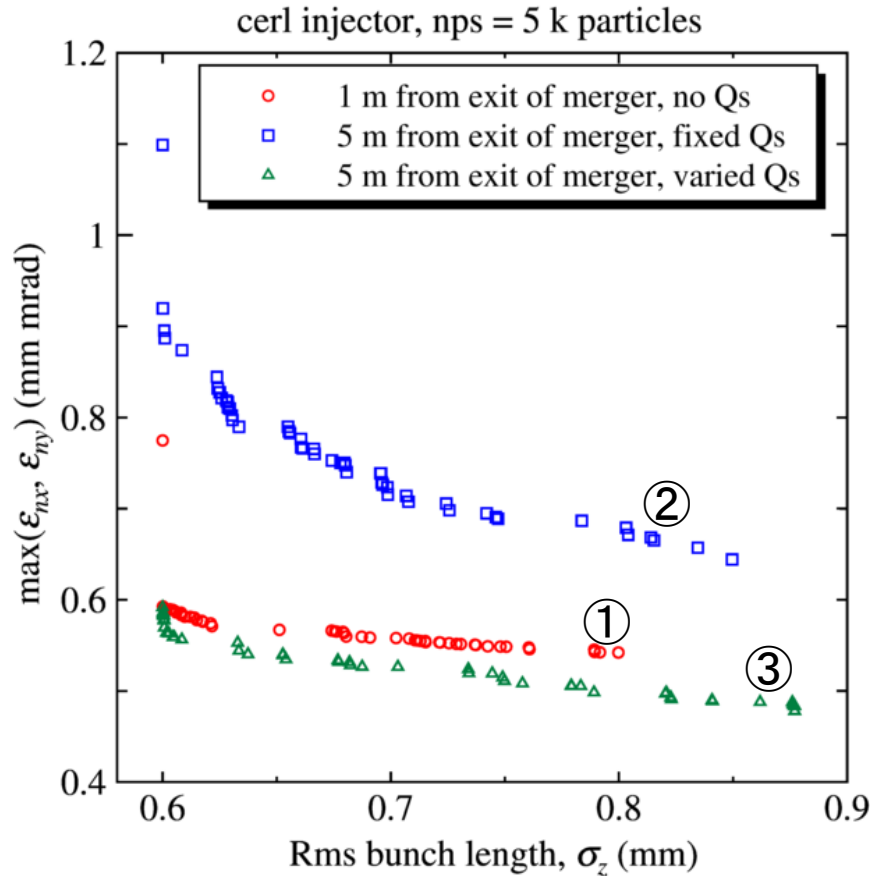 cerl injector, nps = 5 k particles
1.2
1 m from exit of merger, no Qs
5 m from exit of merger, fixed Qs
5 m from exit of merger, varied Qs
1
max(εnx, εny) (mm mrad)
0.8
②
0.6
①
③
0.4
0.6 0.7 0.8 0.9
Rms bunch length, σz (mm)